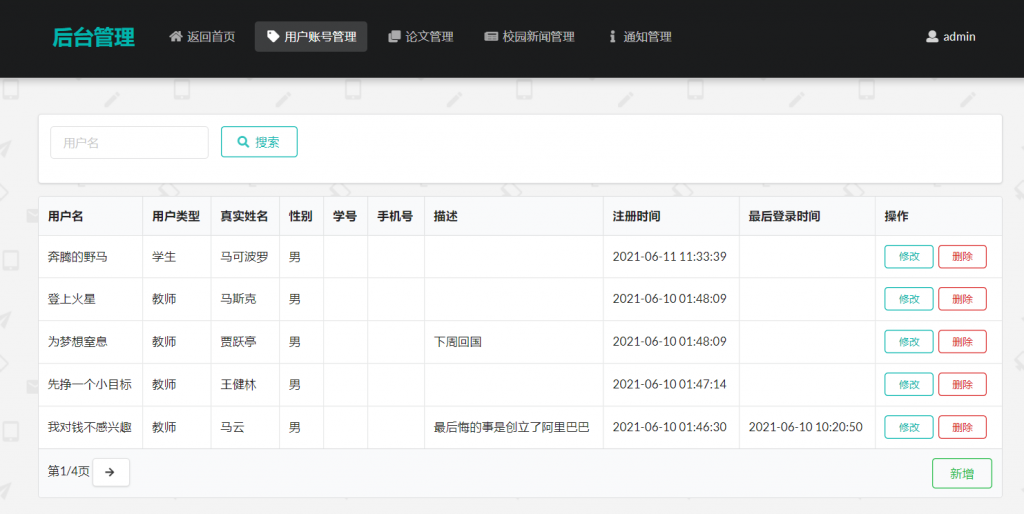 后台管理 返回首页 用户账号管理 论文管理 校园新闻管理 通知管理 admin
用户名 搜索
用户名 用户类型 真实姓名 性别 学号 手机号 描述 注册时间 最后登录时间 操作
奔腾的野马 学生 马可波罗 男 2021-06-11 11:33:39 修改 删除
登上火星 教师 马斯克 男 2021-06-10 01:48:09 修改 删除
为梦想窒息 教师 贾跃亭 男 下周回国 2021-06-10 01:48:09 修改 删除
先挣一个小目标 教师 王健林 男 2021-06-10 01:47:14 修改 删除
我对钱不感兴趣 教师 马云 男 最后悔的事是创立了阿里巴巴 2021-06-10 01:46:30 2021-06-10 10:20:50 修改 删除
第1/4页 新增